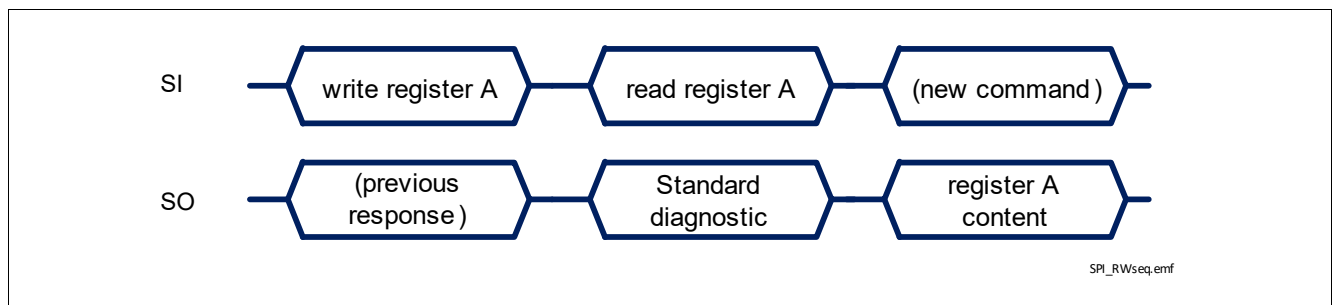 SI
write register A
read register A
(new command)
SO
(previous
response)
Standard
diagnostic
register A
content
SPI_RWseq.emf